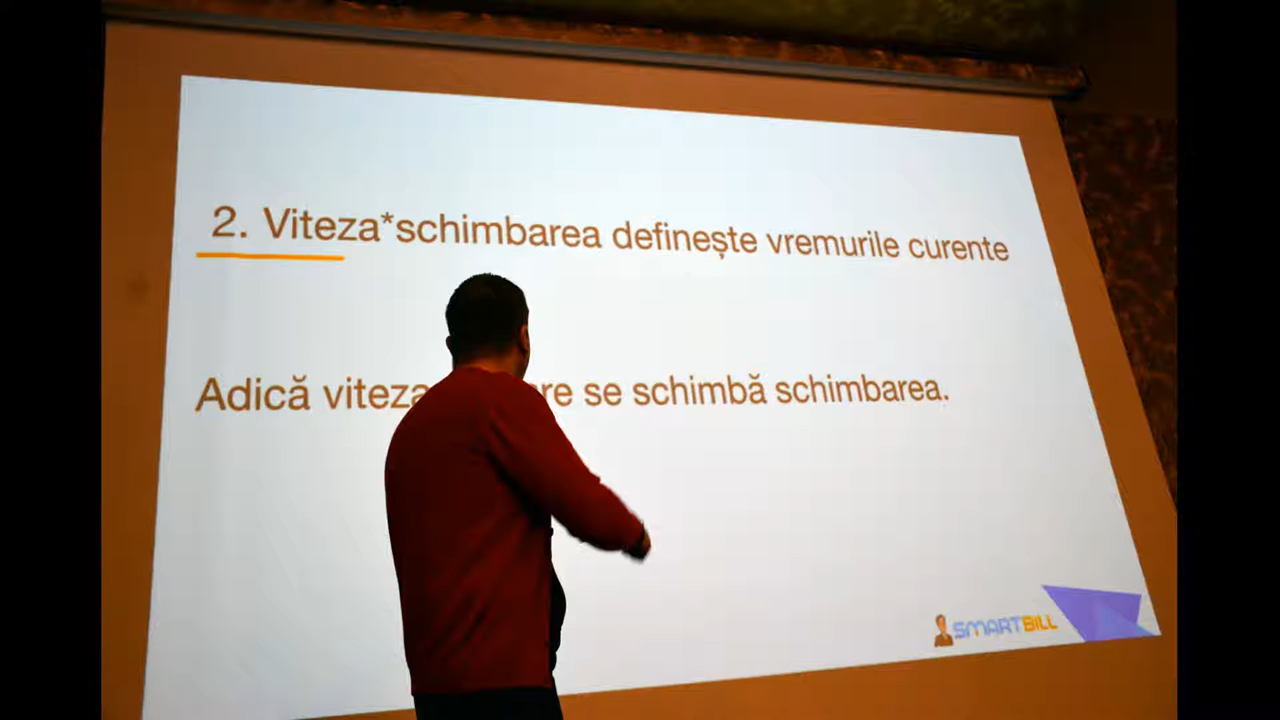 2. Viteza*schimbarea definește vremurile curente
Adică viteza re se schimbă schimbarea.
SMARTBILL